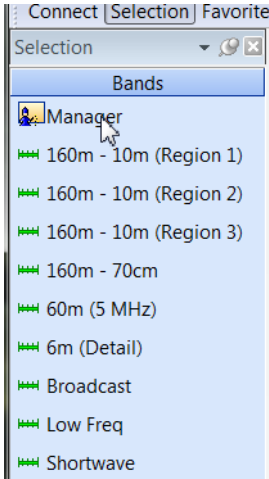 Connect Selection Favorite
Selection
Bands
Manager
160m - 10m (Region 1)
160m - 10m (Region 2)
160m - 10m (Region 3)
160m - 70cm
60m (5 MHz)
6m (Detail)
Broadcast
Low Freq
Shortwave